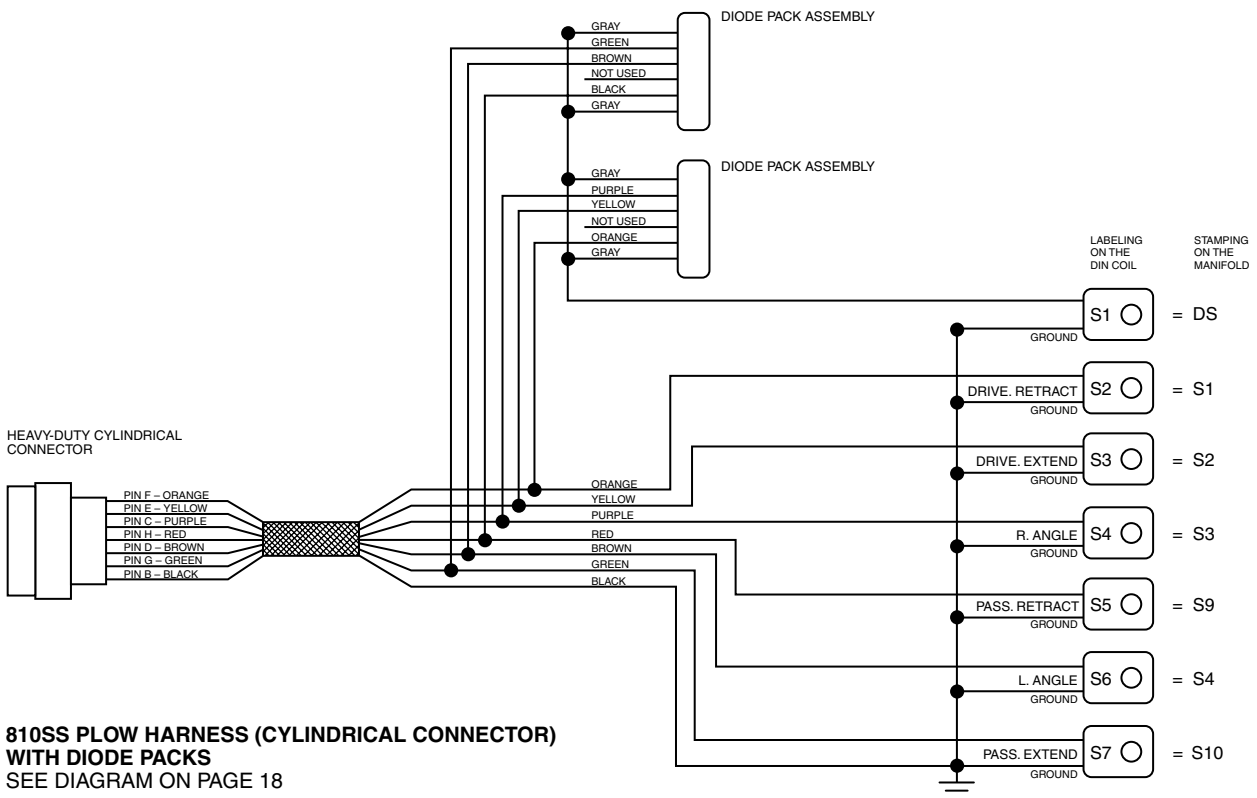 GRAY
GREEN
BROWN
NOT USED
BLACK
GRAY
DIODE PACK ASSEMBLY
GRAY
PURPLE
YELLOW
NOT USED
ORANGE
GRAY
DIODE PACK ASSEMBLY
LABELING
ON THE
DIN COIL
STAMPING
ON THE
MANIFOLD
S1 = DS
GROUND
DRIVE. RETRACT S2 = S1
GROUND
DRIVE. EXTEND S3 = S2
GROUND
R. ANGLE S4 = S3
GROUND
PASS. RETRACT S5 = S9
GROUND
L. ANGLE S6 = S4
GROUND
PASS. EXTEND S7 = S10
GROUND
HEAVY-DUTY CYLINDRICAL
CONNECTOR
PIN F – ORANGE
PIN E – YELLOW
PIN C – PURPLE
PIN H – RED
PIN D – BROWN
PIN G – GREEN
PIN B – BLACK
ORANGE
YELLOW
PURPLE
RED
BROWN
GREEN
BLACK
810SS PLOW HARNESS (CYLINDRICAL CONNECTOR)
WITH DIODE PACKS
SEE DIAGRAM ON PAGE 18